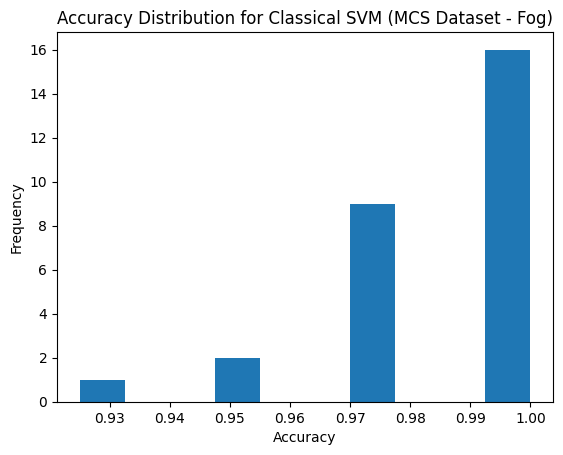 Accuracy Distribution for Classical SVM (MCS Dataset - Fog)
16
14
12
10
8
6
4
2
0
Frequency
0.93 0.94 0.95 0.96 0.97 0.98 0.99 1.00
Accuracy